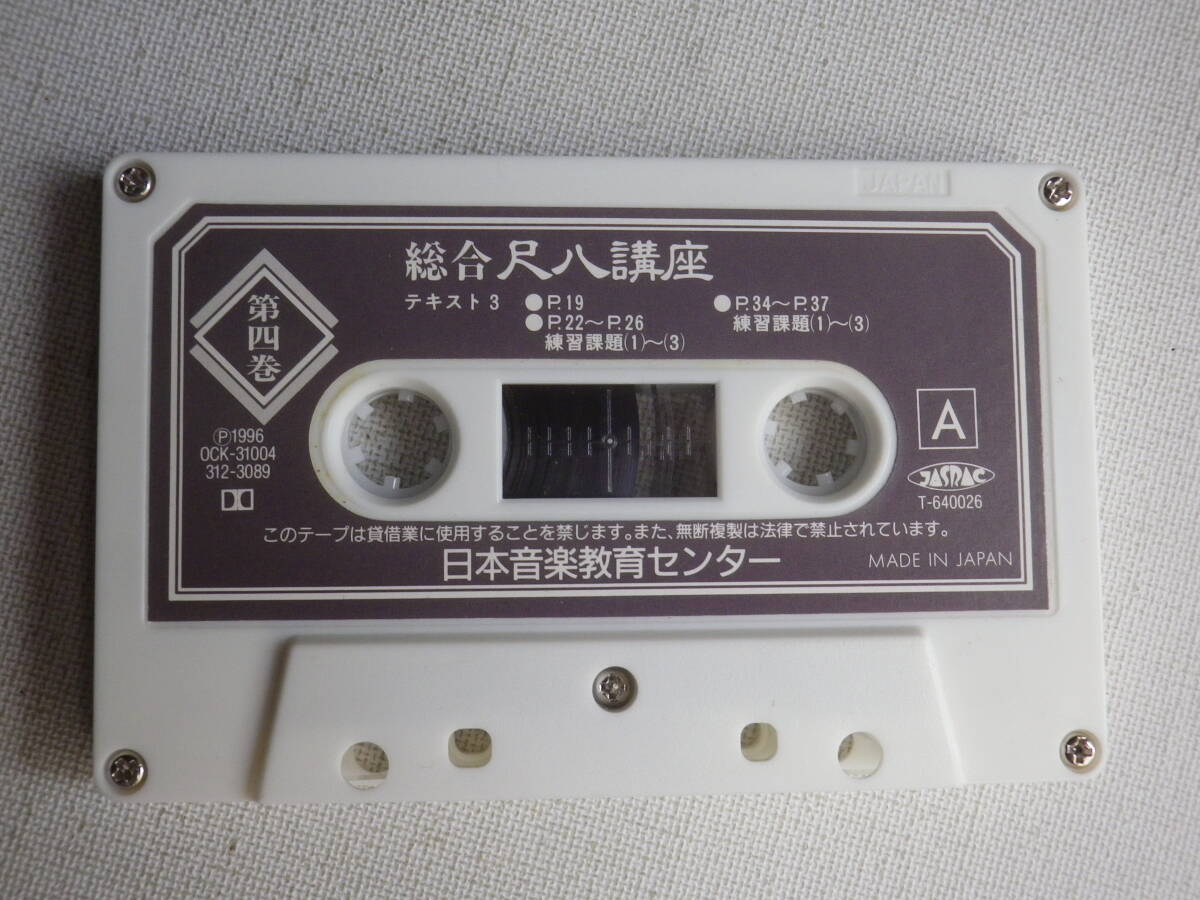 JAPAN
総合尺八講座
第四巻
テキスト3 ●P.19 ●P.34～P.37
●P.22～P.26 練習課題(1)～(3)
練習課題(1)～(3)
A
Ⓟ1996
OCK-31004
312-3089
JASRAC
T-640026
このテープは貸借業に使用することを禁じます。また、無断複製は法律で禁止されています。
日本音楽教育センター
MADE IN JAPAN